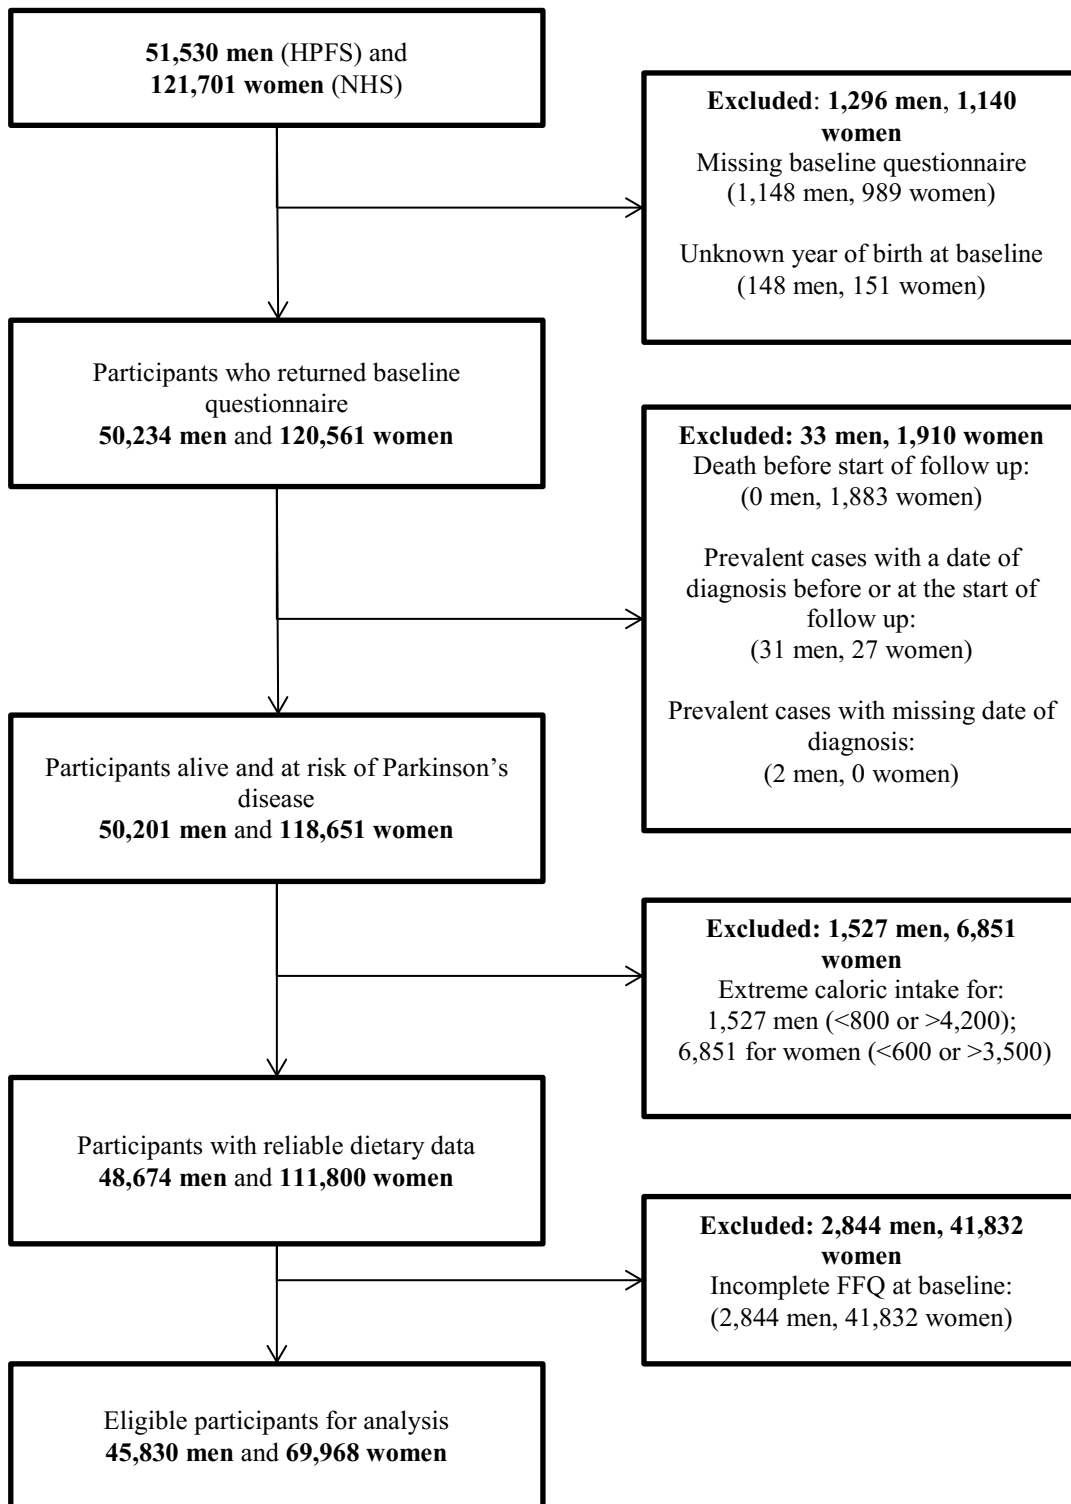 51,530 men (HPFS) and
121,701 women (NHS)
Excluded: 1,296 men, 1,140
women
Missing baseline questionnaire
(1,148 men, 989 women)
Unknown year of birth at baseline
(148 men, 151 women)
Participants who returned baseline
questionnaire
50,234 men and 120,561 women
Excluded: 33 men, 1,910 women
Death before start of follow up:
(0 men, 1,883 women)
Prevalent cases with a date of
diagnosis before or at the start of
follow up:
(31 men, 27 women)
Prevalent cases with missing date of
diagnosis:
(2 men, 0 women)
Participants alive and at risk of Parkinson’s
disease
50,201 men and 118,651 women
Excluded: 1,527 men, 6,851
women
Extreme caloric intake for:
1,527 men (<800 or >4,200);
6,851 for women (<600 or >3,500)
Participants with reliable dietary data
48,674 men and 111,800 women
Excluded: 2,844 men, 41,832
women
Incomplete FFQ at baseline:
(2,844 men, 41,832 women)
Eligible participants for analysis
45,830 men and 69,968 women